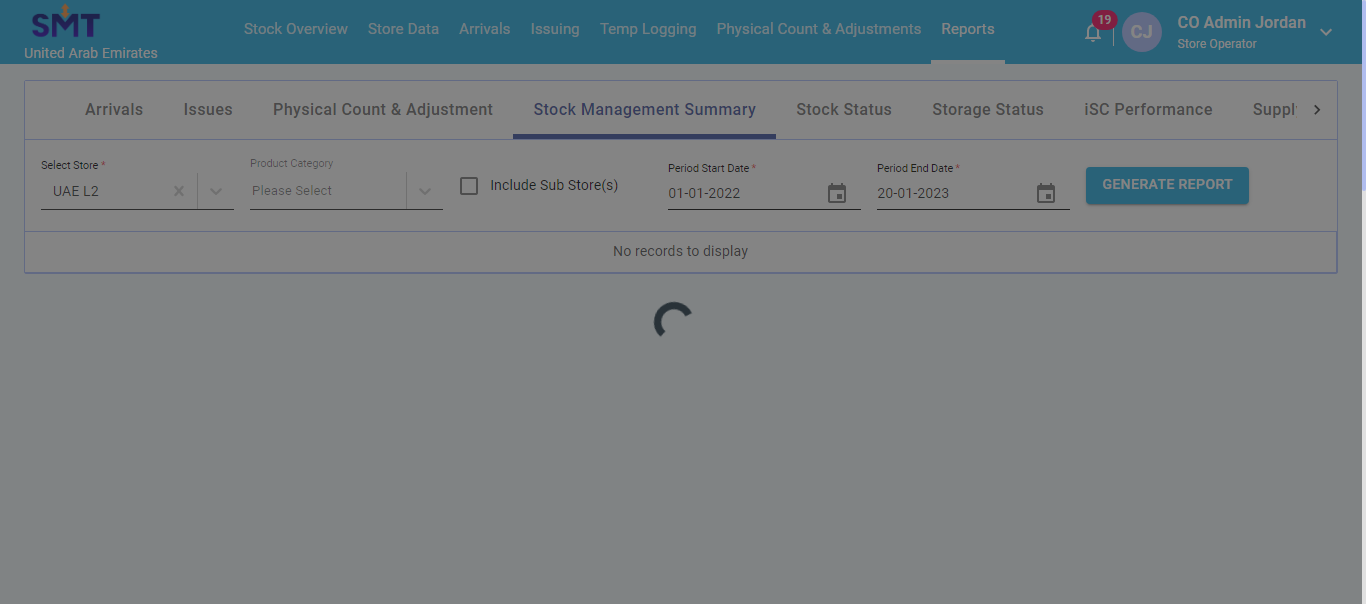 SMT
United Arab Emirates
Stock Overview Store Data Arrivals Issuing Temp Logging Physical Count & Adjustments Reports
19
CJ
CO Admin Jordan
Store Operator
Arrivals Issues Physical Count & Adjustment Stock Management Summary Stock Status Storage Status iSC Performance Suppl
Select Store *
UAE L2
Product Category
Please Select
Include Sub Store(s)
Period Start Date *
01-01-2022
Period End Date *
20-01-2023
GENERATE REPORT
No records to display